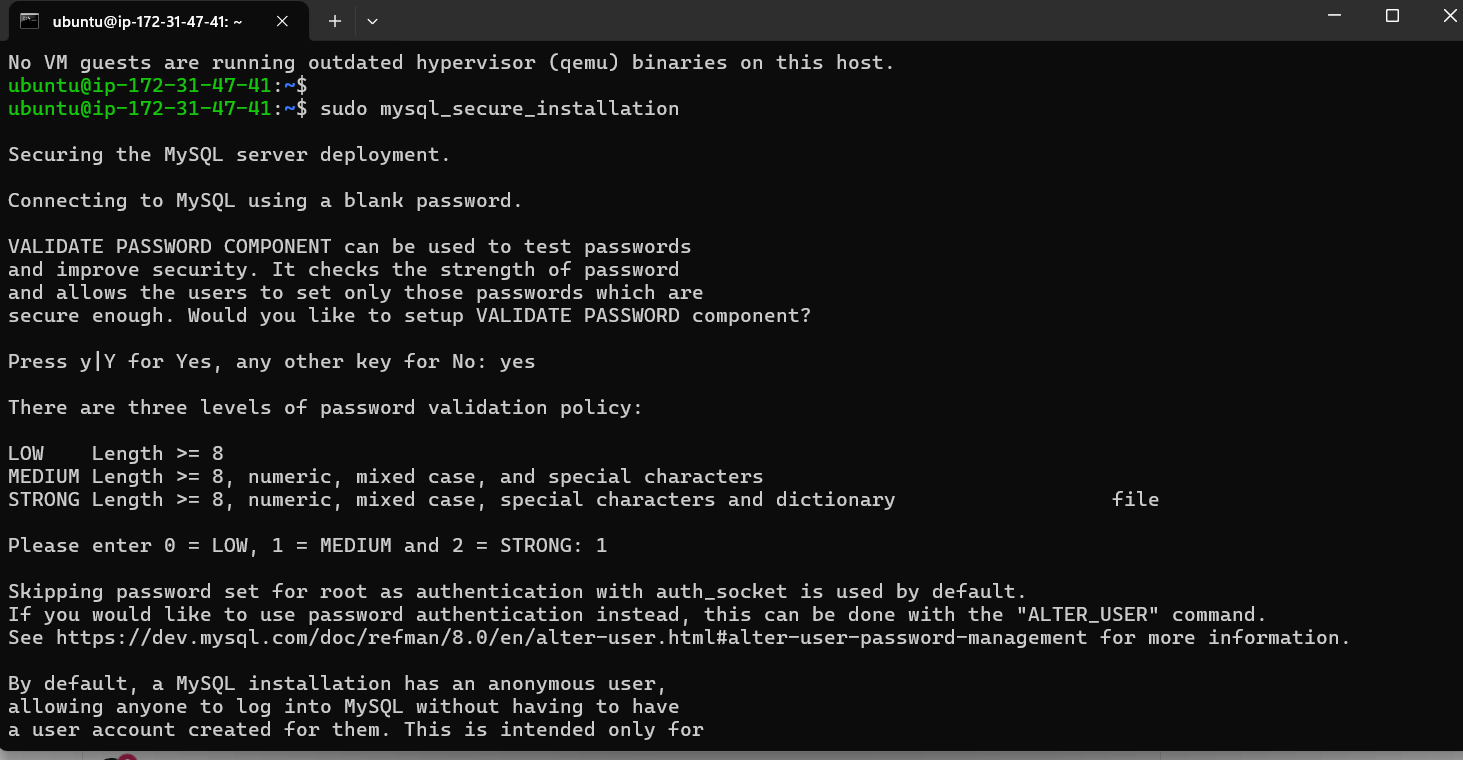 ubuntu@ip-172-31-47-41: ~
No VM guests are running outdated hypervisor (qemu) binaries on this host.
ubuntu@ip-172-31-47-41:~$
ubuntu@ip-172-31-47-41:~$ sudo mysql_secure_installation
Securing the MySQL server deployment.
Connecting to MySQL using a blank password.
VALIDATE PASSWORD COMPONENT can be used to test passwords
and improve security. It checks the strength of password
and allows the users to set only those passwords which are
secure enough. Would you like to setup VALIDATE PASSWORD component?
Press y|Y for Yes, any other key for No: yes
There are three levels of password validation policy:
LOW    Length >= 8
MEDIUM Length >= 8, numeric, mixed case, and special characters
STRONG Length >= 8, numeric, mixed case, special characters and dictionary                  file
Please enter 0 = LOW, 1 = MEDIUM and 2 = STRONG: 1
Skipping password set for root as authentication with auth_socket is used by default.
If you would like to use password authentication instead, this can be done with the "ALTER_USER" command.
See https://dev.mysql.com/doc/refman/8.0/en/alter-user.html#alter-user-password-management for more information.
By default, a MySQL installation has an anonymous user,
allowing anyone to log into MySQL without having to have
a user account created for them. This is intended only for